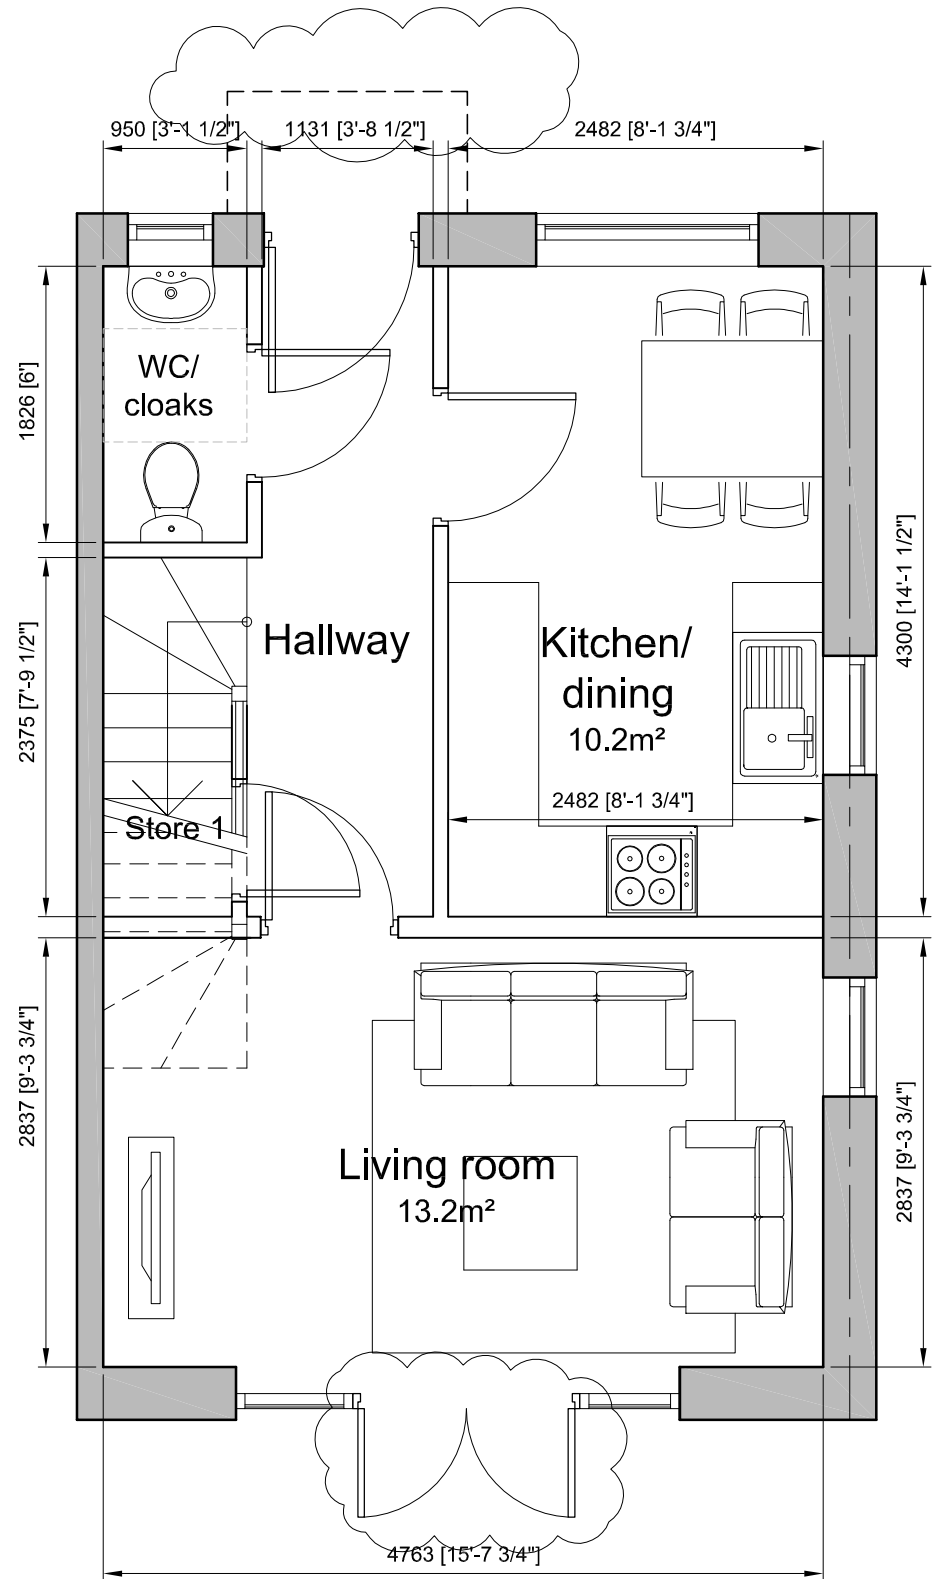 950 [3'-1 1/2"]
1131 [3'-8 1/2"]
2482 [8'-1 3/4"]
WC/
cloaks
1826 [6']
2375 [7'-9 1/2"]
Hallway
Kitchen/
dining
10.2m²
4300 [14'-1 1/2"]
2482 [8'-1 3/4"]
Store 1
2837 [9'-3 3/4"]
Living room
13.2m²
2837 [9'-3 3/4"]
4763 [15'-7 3/4"]